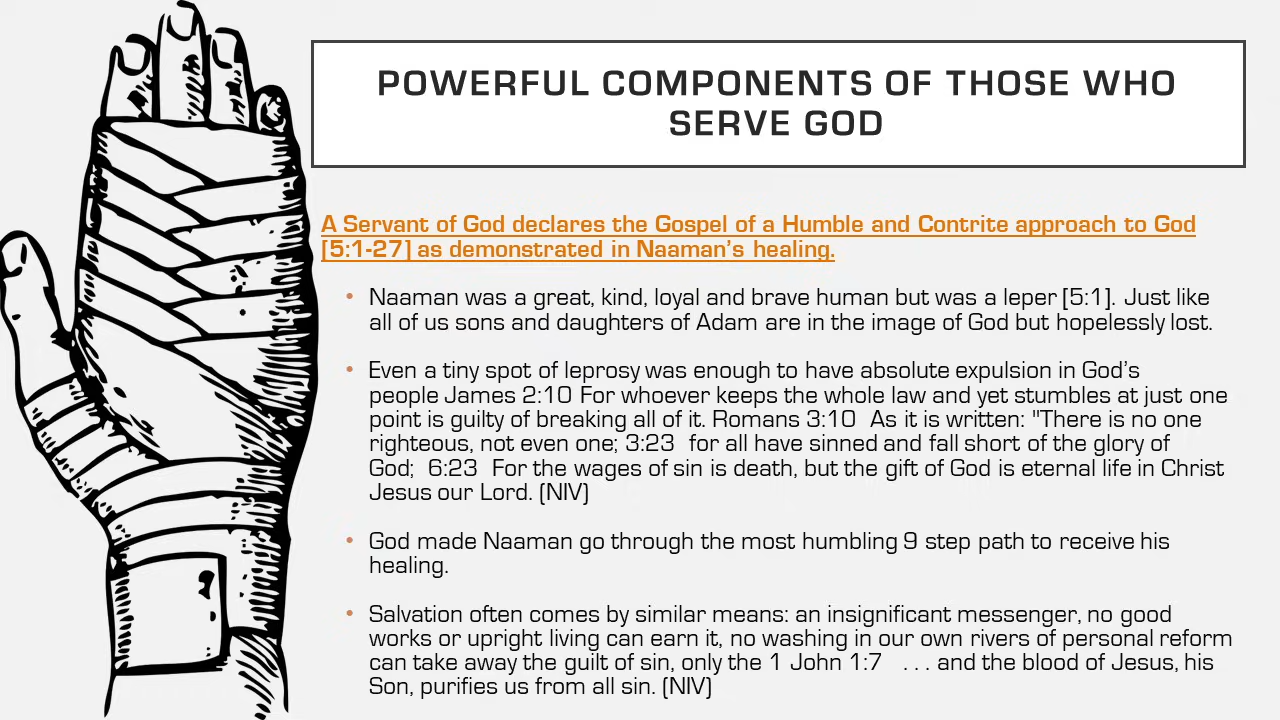 POWERFUL COMPONENTS OF THOSE WHO
SERVE GOD
A Servant of God declares the Gospel of a Humble and Contrite approach to God
[5:1-27] as demonstrated in Naaman's healing.
• Naaman was a great, kind, loyal and brave human but was a leper [5:1]. Just like
all of us sons and daughters of Adam are in the image of God but hopelessly lost.
• Even a tiny spot of leprosy was enough to have absolute expulsion in God's
people James 2:10 For whoever keeps the whole law and yet stumbles at just one
point is guilty of breaking all of it. Romans 3:10 As it is written: "There is no one
righteous, not even one; 3:23 for all have sinned and fall short of the glory of
God; 6:23 For the wages of sin is death, but the gift of God is eternal life in Christ
Jesus our Lord. (NIV)
• God made Naaman go through the most humbling 9 step path to receive his
healing.
• Salvation often comes by similar means: an insignificant messenger, no good
works or upright living can earn it, no washing in our own rivers of personal reform
can take away the guilt of sin, only the 1 John 1:7 . . . and the blood of Jesus, his
Son, purifies us from all sin. (NIV)